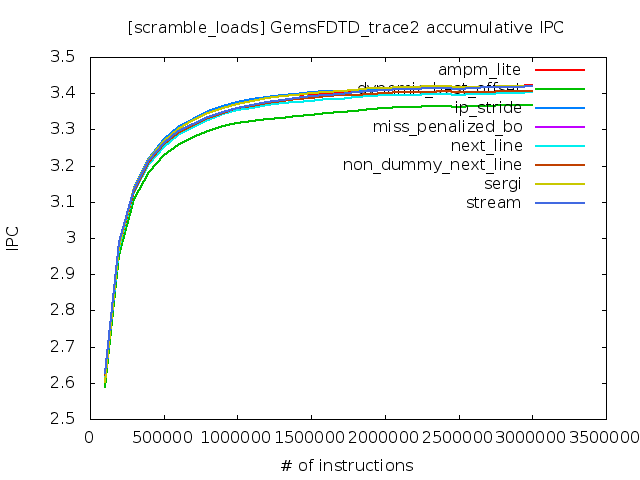 [scramble_loads] GemsFDTD_trace2 accumulative IPC
3.5
3.4
3.3
3.2
3.1
3
2.9
2.8
2.7
2.6
2.5
IPC
ampm_lite
ip_stride
miss_penalized_bo
next_line
non_dummy_next_line
sergi
stream
0 500000 1000000 1500000 2000000 2500000 3000000 3500000
# of instructions